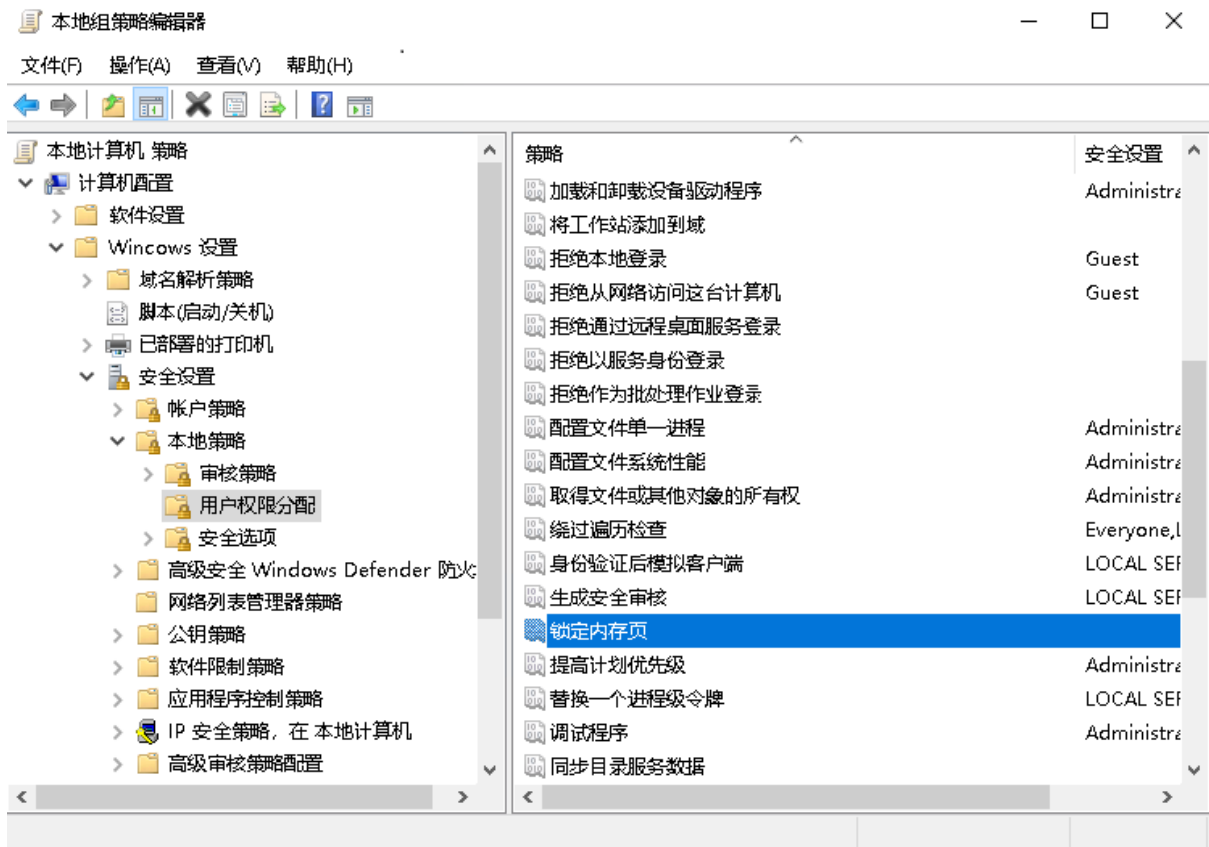 本地组策略编辑器
文件(F) 操作(A) 查看(V) 帮助(H)
本地计算机 策略
计算机配置
软件设置
Wincows 设置
域名解析策略
脚本(启动/关机)
已部署的打印机
安全设置
帐户策略
本地策略
审核策略
用户权限分配
安全选项
高级安全 Windows Defender 防火
网络列表管理器策略
公钥策略
软件限制策略
应用程序控制策略
IP 安全策略，在 本地计算机
高级审核策略配置
策略 安全设置
加载和卸载设备驱动程序 Administra
将工作站添加到域
拒绝本地登录 Guest
拒绝从网络访问这台计算机 Guest
拒绝通过远程桌面服务登录
拒绝以服务身份登录
拒绝作为批处理作业登录
配置文件单一进程 Administra
配置文件系统性能 Administra
取得文件或其他对象的所有权 Administra
绕过遍历检查 Everyone,L
身份验证后模拟客户端 LOCAL SER
生成安全审核 LOCAL SER
锁定内存页
提高计划优先级 Administra
替换一个进程级令牌 LOCAL SER
调试程序 Administra
同步目录服务数据